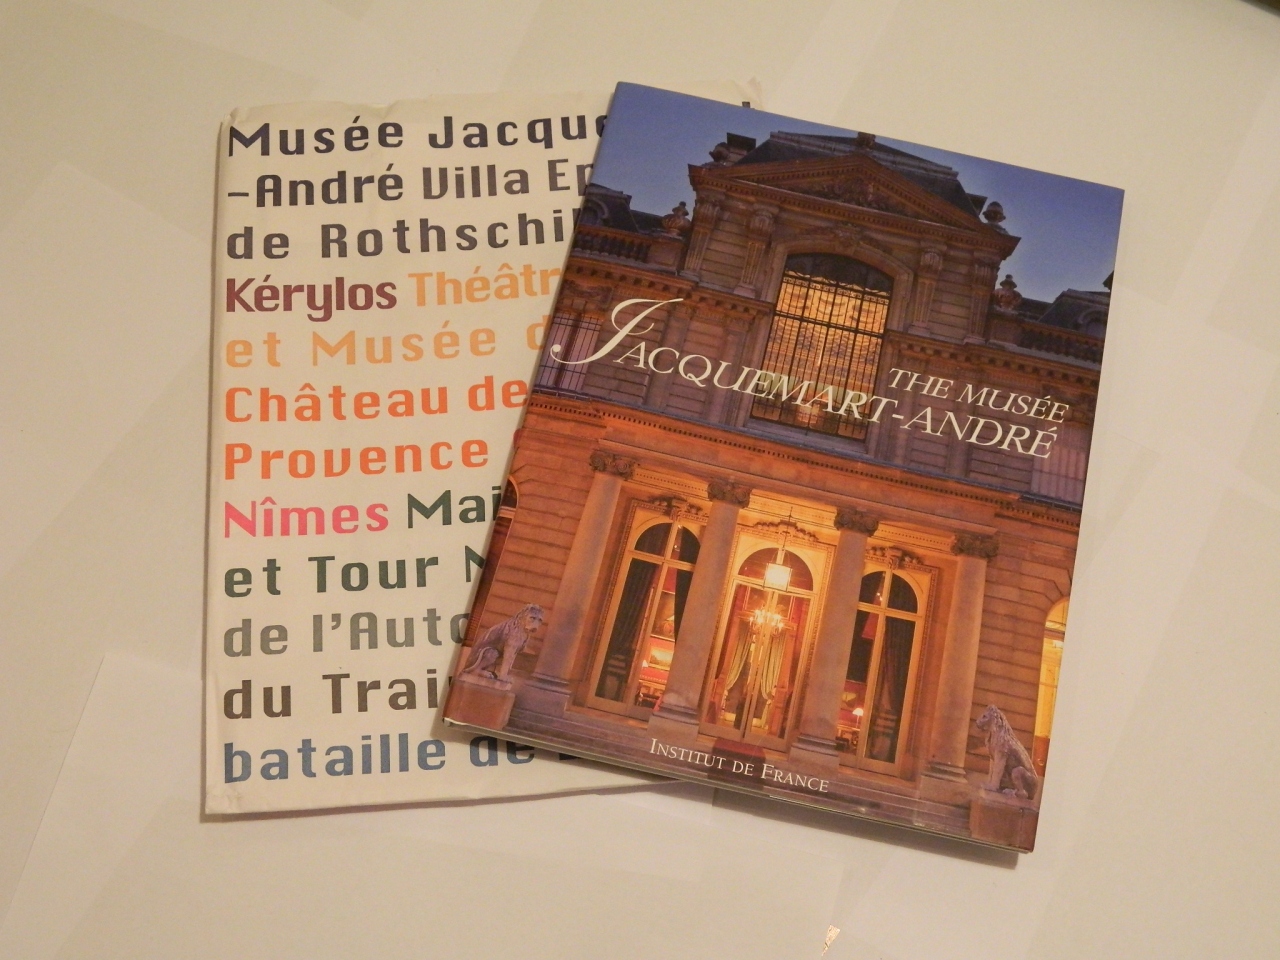 Musée Jacque
-André Villa Ep
de Rothschil
Kérylos Théâtr
et Musée d
Château de
Provence
Nîmes Mai
et Tour
de l'Auto
du Trai
bataille de
THE MUSÉE
JACQUEMART-ANDRÉ
INSTITUT DE FRANCE